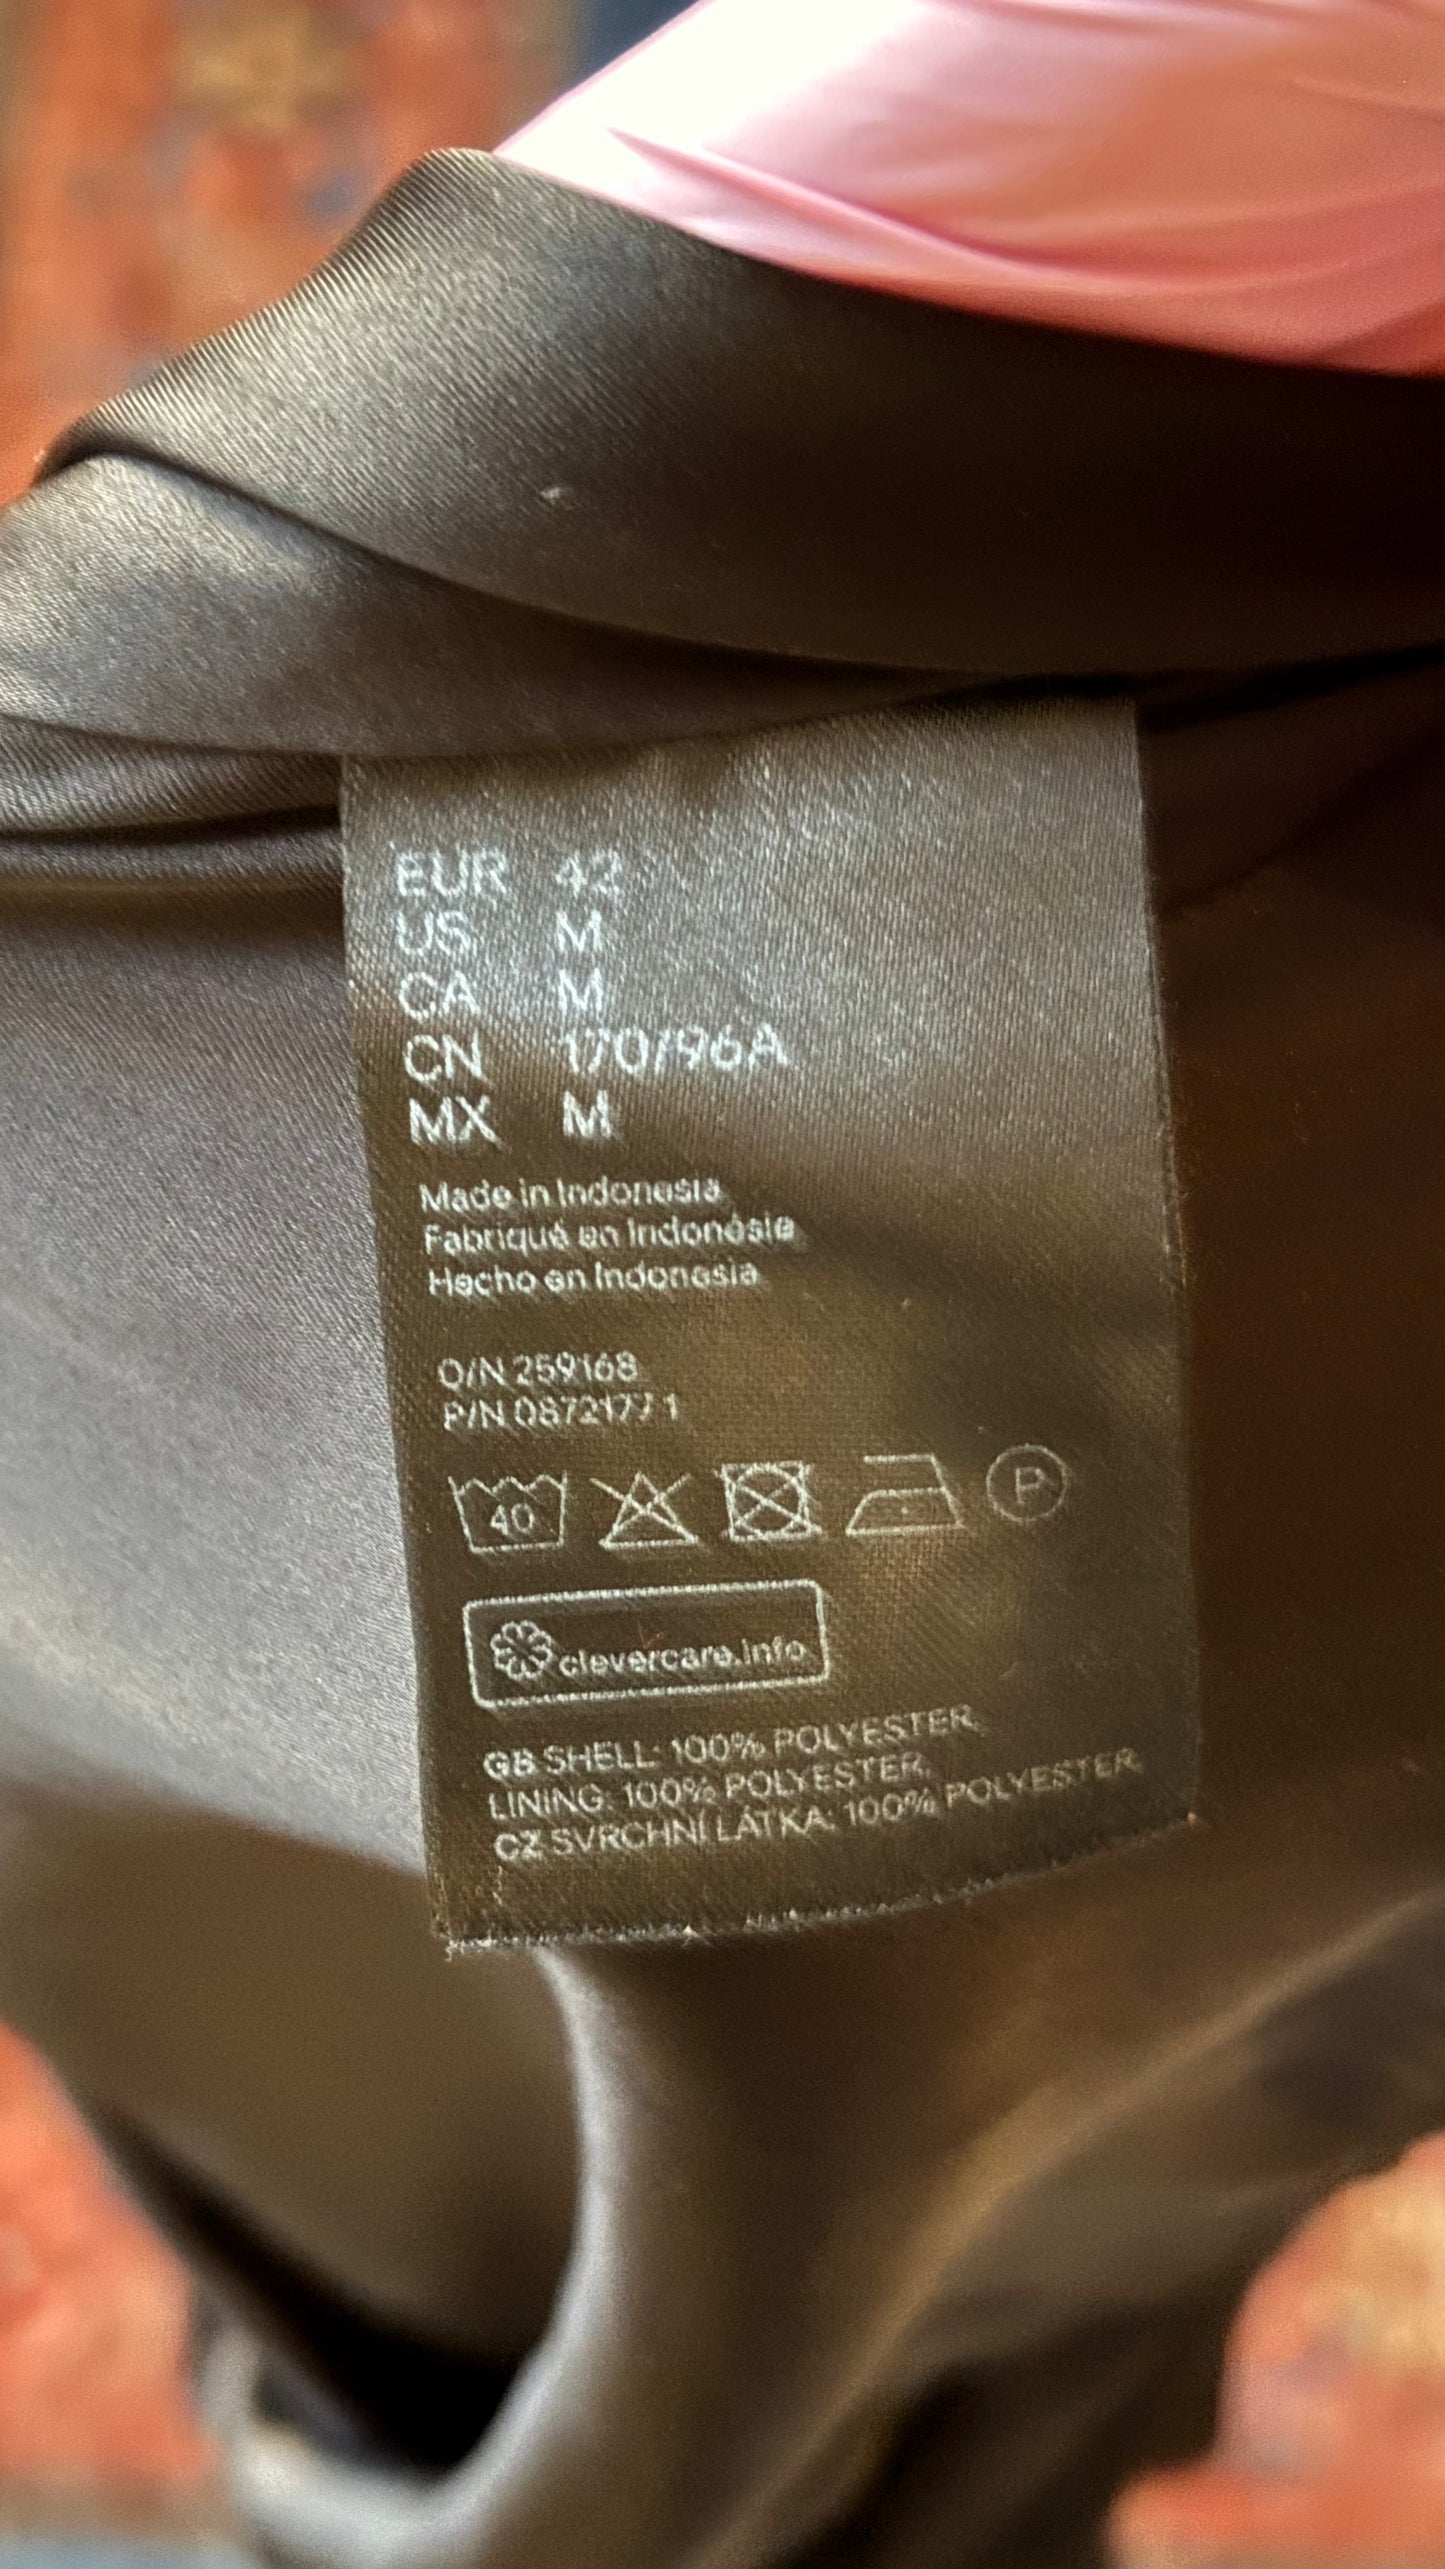 EUR 42
US M
CA M
CN 170/96A
MX M
Made in Indonesia
Fabriqué en Indonésie
Hecho en Indonesia
O/N 259168
P/N 0872177 1
40
P
clevercare.info
GB SHELL: 100% POLYESTER,
LINING: 100% POLYESTER,
CZ SVRCHNÍ LÁTKA: 100% POLYESTER,